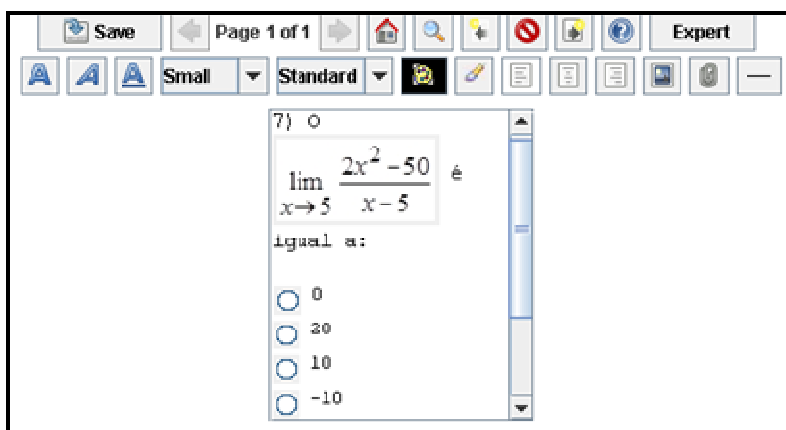 Save Page 1 of 1 Expert
A A A Small Standard
7) O
lim x→5 (2x² − 50)/(x − 5) é
igual a:
0
20
10
-10